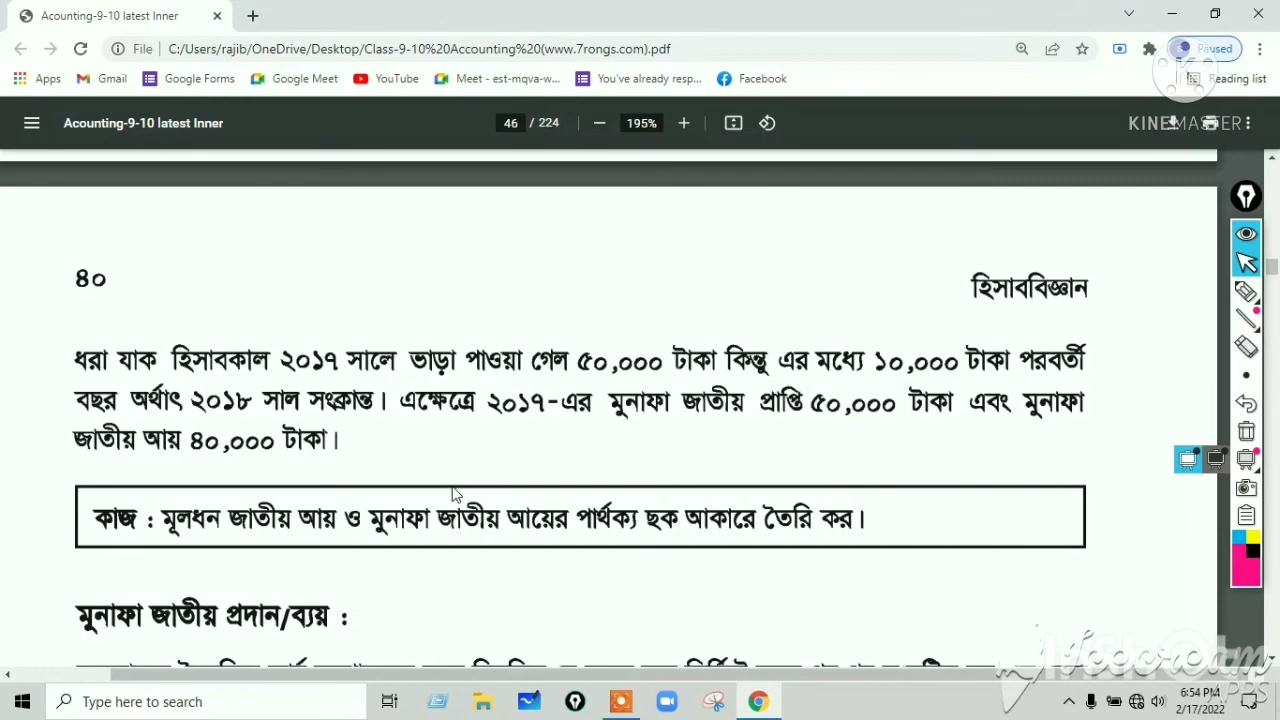 Acounting-9-10 latest Inner
File | C:/Users/rajib/OneDrive/Desktop/Class-9-10%20Accounting%20(www.7rongs.com).pdf Paused
Apps Gmail Google Forms Google Meet YouTube Meet - est-mqva-w... You've already resp... Facebook Reading list
Acounting-9-10 latest Inner 46 / 224 195% KINEMASTER
৪০ হিসাববিজ্ঞান
ধরা যাক হিসাবকাল ২০১৭ সালে ভাড়া পাওয়া গেল ৫০,০০০ টাকা কিন্তু এর মধ্যে ১০,০০০ টাকা পরবর্তী
বছর অর্থাৎ ২০১৮ সাল সংক্রান্ত। এক্ষেত্রে ২০১৭-এর মুনাফা জাতীয় প্রাপ্তি ৫০,০০০ টাকা এবং মুনাফা
জাতীয় আয় ৪০,০০০ টাকা।
কাজ : মূলধন জাতীয় আয় ও মুনাফা জাতীয় আয়ের পার্থক্য ছক আকারে তৈরি কর।
মুনাফা জাতীয় প্রদান/ব্যয় :
Type here to search
6:54 PM
2/17/2022